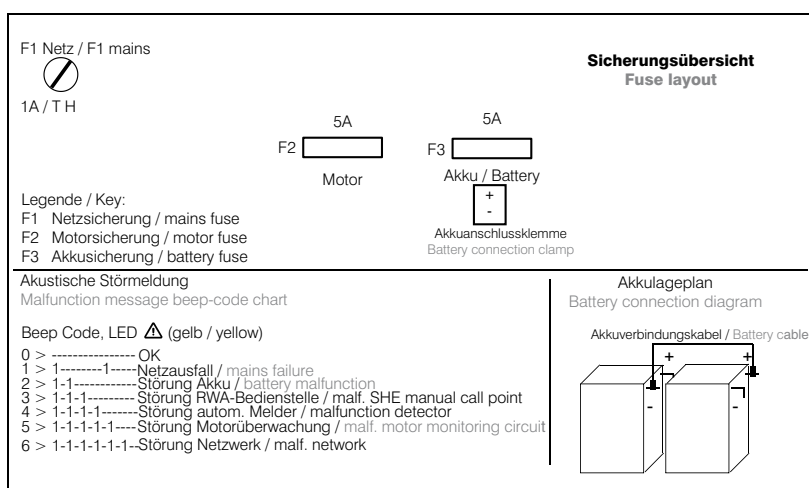 F1 Netz / F1 mains
1A / T H
Sicherungsübersicht
Fuse layout
5A
F2
Motor
5A
F3
Akku / Battery
+
-
Akkuanschlussklemme
Battery connection clamp
Legende / Key:
F1 Netzsicherung / mains fuse
F2 Motorsicherung / motor fuse
F3 Akkusicherung / battery fuse
Akustische Störmeldung
Malfunction message beep-code chart
Beep Code, LED ⚠ (gelb / yellow)
0 > ----------------OK
1 > 1--------1-----Netzausfall / mains failure
2 > 1-1------------Störung Akku / battery malfunction
3 > 1-1-1---------Störung RWA-Bedienstelle / malf. SHE manual call point
4 > 1-1-1-1-------Störung autom. Melder / malfunction detector
5 > 1-1-1-1-1----Störung Motorüberwachung / malf. motor monitoring circuit
6 > 1-1-1-1-1-1--Störung Netzwerk / malf. network
Akkulageplan
Battery connection diagram
Akkuverbindungskabel / Battery cable
+ +
- -